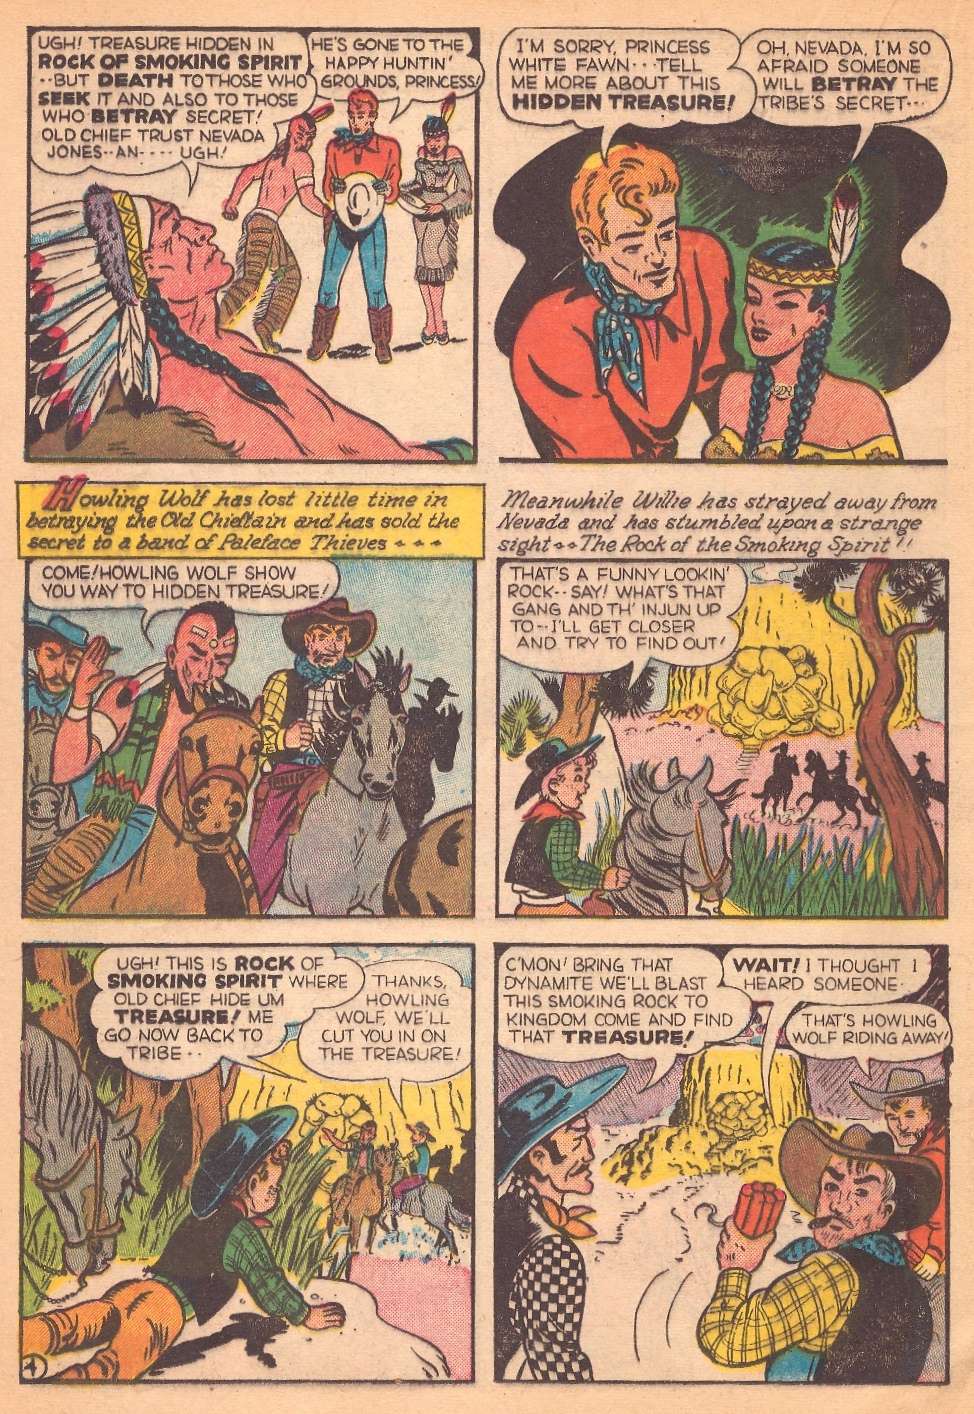 UGH! TREASURE HIDDEN IN
ROCK OF SMOKING SPIRIT
--BUT DEATH TO THOSE WHO
SEEK IT AND ALSO TO THOSE
WHO BETRAY SECRET!
OLD CHIEF TRUST NEVADA
JONES--AN---- UGH!
HE'S GONE TO THE
HAPPY HUNTIN'
GROUNDS, PRINCESS!
I'M SORRY, PRINCESS
WHITE FAWN--- TELL
ME MORE ABOUT THIS
HIDDEN TREASURE!
OH, NEVADA, I'M SO
AFRAID SOMEONE
WILL BETRAY THE
TRIBE'S SECRET---
Howling Wolf has lost little time in
betraying the Old Chieftain and has sold the
secret to a band of Paleface Thieves - - -
COME! HOWLING WOLF SHOW
YOU WAY TO HIDDEN TREASURE!
Meanwhile Willie has strayed away from
Nevada and has stumbled upon a strange
sight -- The Rock of the Smoking Spirit!!
THAT'S A FUNNY LOOKIN'
ROCK-- SAY! WHAT'S THAT
GANG AND TH' INJUN UP
TO--I'LL GET CLOSER
AND TRY TO FIND OUT!
UGH! THIS IS ROCK OF
SMOKING SPIRIT WHERE
OLD CHIEF HIDE UM
TREASURE! ME
GO NOW BACK TO
TRIBE--
THANKS,
HOWLING
WOLF, WE'LL
CUT YOU IN ON
THE TREASURE!
C'MON! BRING THAT
DYNAMITE WE'LL BLAST
THIS SMOKING ROCK TO
KINGDOM COME AND FIND
THAT TREASURE!
WAIT! I THOUGHT I
HEARD SOMEONE-
THAT'S HOWLING
WOLF RIDING AWAY!
4